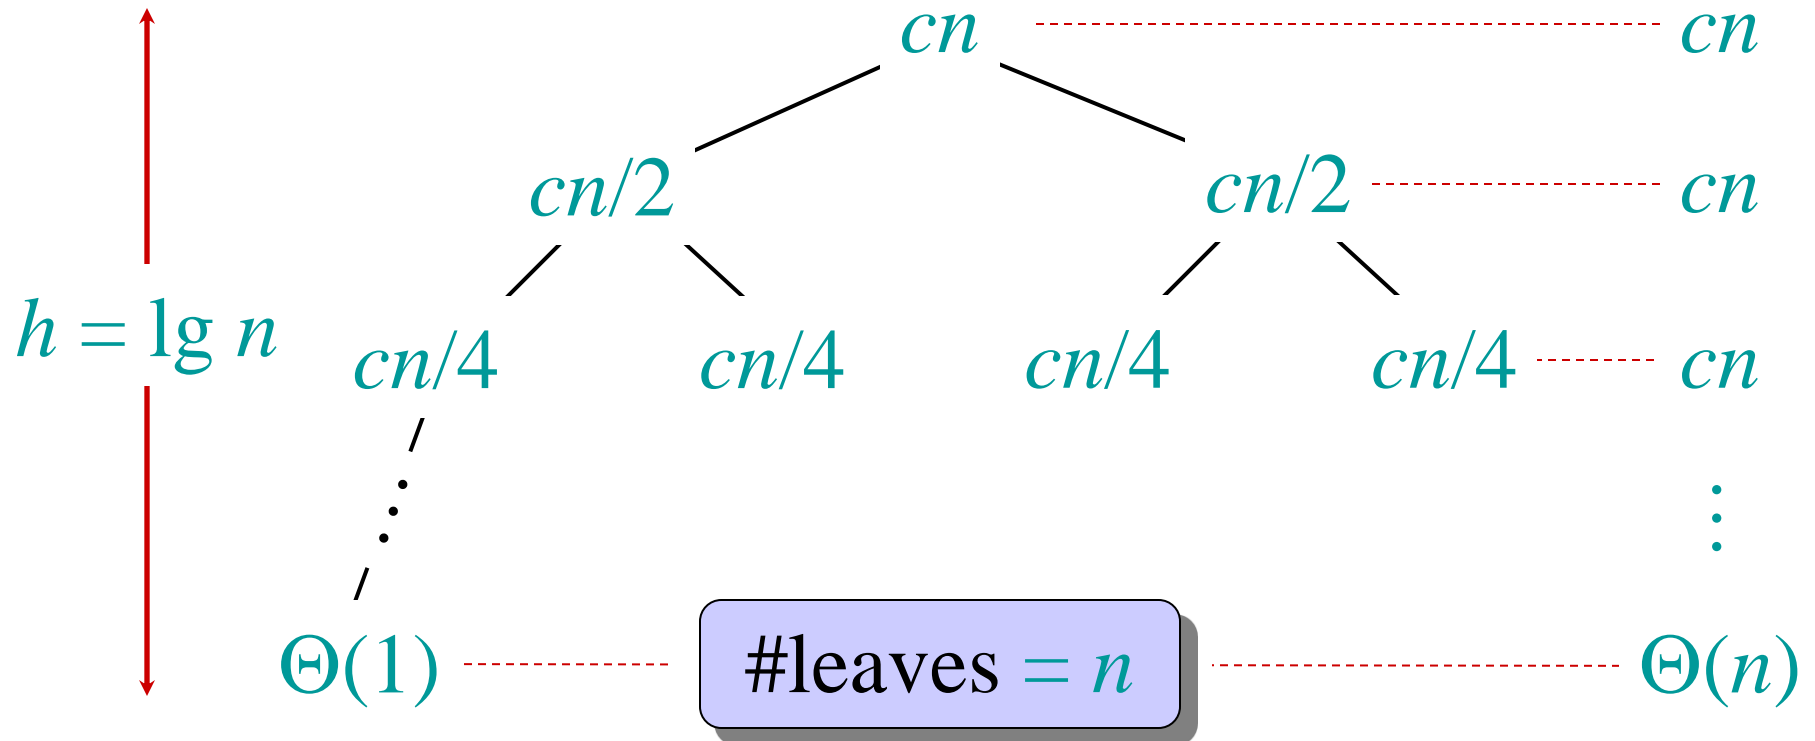 cn cn
cn/2 cn/2 cn
h = lg n cn/4 cn/4 cn/4 cn/4 cn
Θ(1) #leaves = n Θ(n)